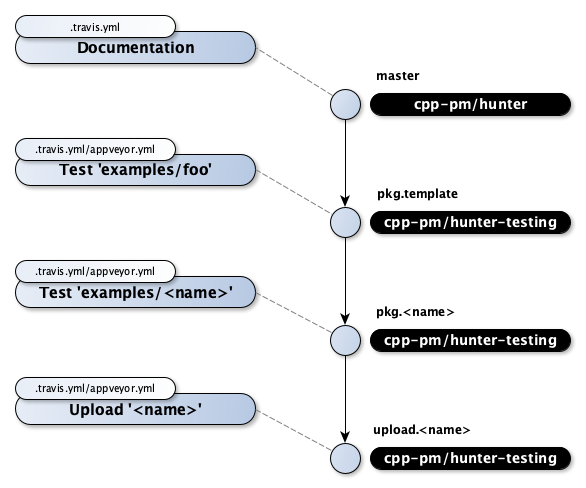 .travis.yml
Documentation
master
cpp-pm/hunter
.travis.yml/appveyor.yml
Test 'examples/foo'
pkg.template
cpp-pm/hunter-testing
.travis.yml/appveyor.yml
Test 'examples/<name>'
pkg.<name>
cpp-pm/hunter-testing
.travis.yml/appveyor.yml
Upload '<name>'
upload.<name>
cpp-pm/hunter-testing